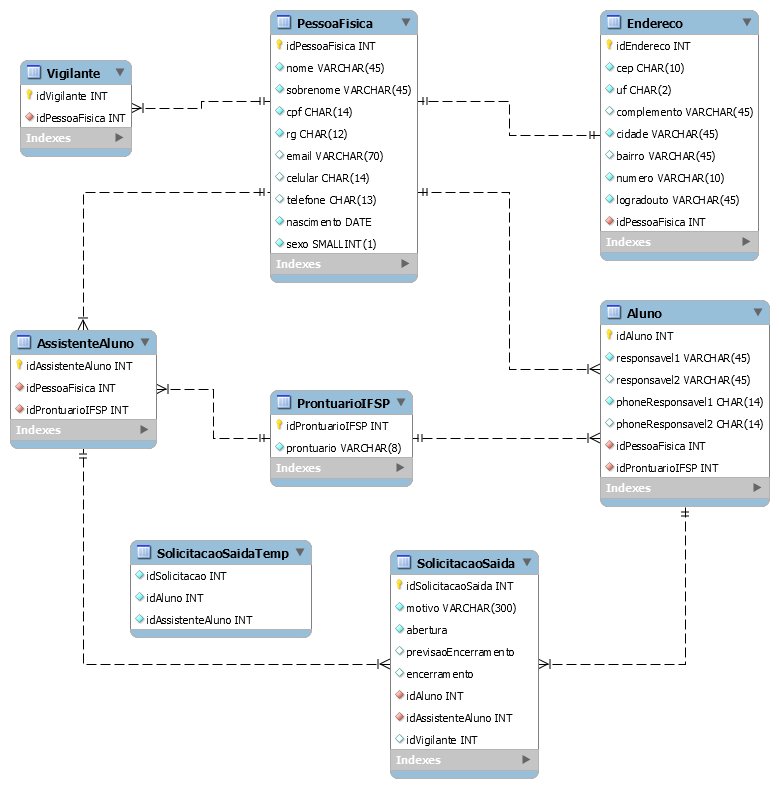 PessoaFisica
idPessoaFisica INT
nome VARCHAR(45)
sobrenome VARCHAR(45)
cpf CHAR(14)
rg CHAR(12)
email VARCHAR(70)
celular CHAR(14)
telefone CHAR(13)
nascimento DATE
sexo SMALLINT(1)
Indexes
Endereco
idEndereco INT
cep CHAR(10)
uf CHAR(2)
complemento VARCHAR(45)
cidade VARCHAR(45)
bairro VARCHAR(45)
numero VARCHAR(10)
logradouto VARCHAR(45)
idPessoaFisica INT
Indexes
Vigilante
idVigilante INT
idPessoaFisica INT
Indexes
AssistenteAluno
idAssistenteAluno INT
idPessoaFisica INT
idProntuarioIFSP INT
Indexes
ProntuarioIFSP
idProntuarioIFSP INT
prontuario VARCHAR(8)
Indexes
Aluno
idAluno INT
responsavel1 VARCHAR(45)
responsavel2 VARCHAR(45)
phoneResponsavel1 CHAR(14)
phoneResponsavel2 CHAR(14)
idPessoaFisica INT
idProntuarioIFSP INT
Indexes
SolicitacaoSaidaTemp
idSolicitacao INT
idAluno INT
idAssistenteAluno INT
SolicitacaoSaida
idSolicitacaoSaida INT
motivo VARCHAR(300)
abertura
previsaoEncerramento
encerramento
idAluno INT
idAssistenteAluno INT
idVigilante INT
Indexes